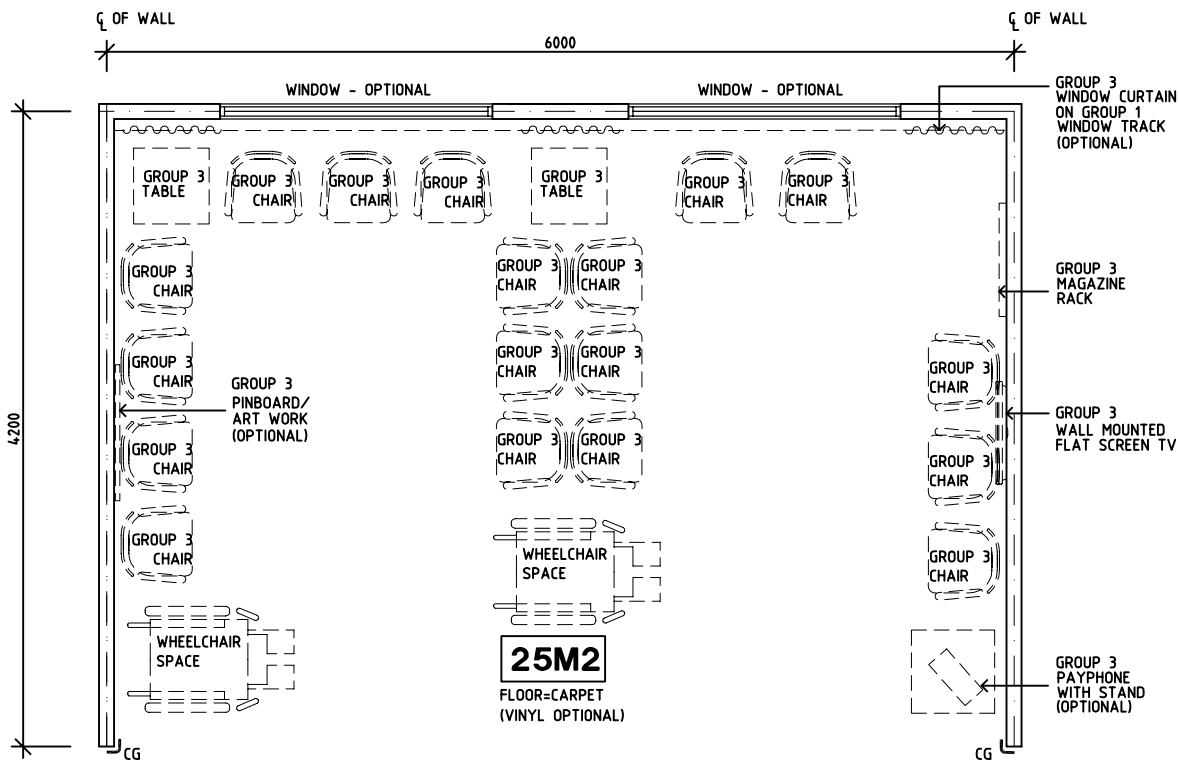 ℄ OF WALL
℄ OF WALL
6000
WINDOW - OPTIONAL
WINDOW - OPTIONAL
GROUP 3
WINDOW CURTAIN
ON GROUP 1
WINDOW TRACK
(OPTIONAL)
GROUP 3
TABLE
GROUP 3
CHAIR
GROUP 3
CHAIR
GROUP 3
CHAIR
GROUP 3
TABLE
GROUP 3
CHAIR
GROUP 3
CHAIR
GROUP 3
CHAIR
GROUP 3
CHAIR
GROUP 3
CHAIR
GROUP 3
MAGAZINE
RACK
GROUP 3
CHAIR
GROUP 3
CHAIR
GROUP 3
CHAIR
GROUP 3
CHAIR
GROUP 3
PINBOARD/
ART WORK
(OPTIONAL)
GROUP 3
WALL MOUNTED
FLAT SCREEN TV
4200
GROUP 3
CHAIR
GROUP 3
CHAIR
GROUP 3
CHAIR
GROUP 3
CHAIR
GROUP 3
CHAIR
GROUP 3
CHAIR
WHEELCHAIR
SPACE
WHEELCHAIR
SPACE
25M2
FLOOR=CARPET
(VINYL OPTIONAL)
GROUP 3
PAYPHONE
WITH STAND
(OPTIONAL)
CG
CG